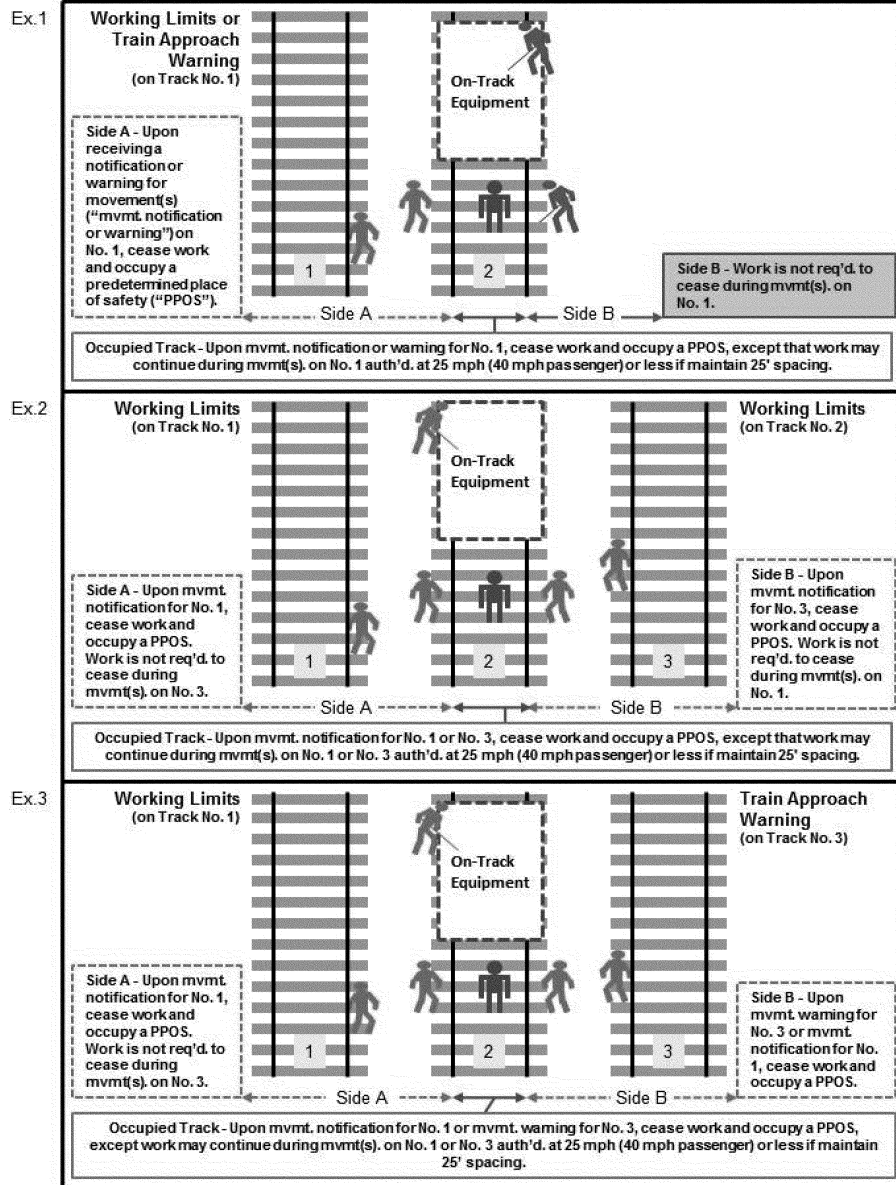 Ex.1
Working Limits or
Train Approach
Warning
(on Track No. 1)
On-Track
Equipment
Side A - Upon
receiving a
notification or
warning for
movement(s)
("mvmt. notification
or warning") on
No. 1, cease work
and occupy a
predetermined place
of safety ("PPOS").
1
2
Side B - Work is not req'd. to
cease during mvmt(s). on
No. 1.
Side A
Side B
Occupied Track - Upon mvmt. notification or warning for No. 1, cease work and occupy a PPOS, except that work may
continue during mvmt(s). on No. 1 auth'd. at 25 mph (40 mph passenger) or less if maintain 25' spacing.
Ex.2
Working Limits
(on Track No. 1)
On-Track
Equipment
Working Limits
(on Track No. 2)
Side A - Upon mvmt.
notification for No. 1,
cease work and
occupy a PPOS.
Work is not req'd. to
cease during
mvmt(s). on No. 3.
1
2
3
Side B - Upon
mvmt. notification
for No. 3, cease
work and occupy a
PPOS. Work is not
req'd. to cease
during mvmt(s). on
No. 1.
Side A
Side B
Occupied Track - Upon mvmt. notification for No. 1 or No. 3, cease work and occupy a PPOS, except that work may
continue during mvmt(s). on No. 1 or No. 3 auth'd. at 25 mph (40 mph passenger) or less if maintain 25' spacing.
Ex.3
Working Limits
(on Track No. 1)
On-Track
Equipment
Train Approach
Warning
(on Track No. 3)
Side A - Upon mvmt.
notification for No. 1,
cease work and
occupy a PPOS.
Work is not req'd. to
cease during
mvmt(s). on No. 3.
1
2
3
Side B - Upon
mvmt. warning for
No. 3 or mvmt.
notification for No.
1, cease work and
occupy a PPOS.
Side A
Side B
Occupied Track - Upon mvmt. notification for No. 1 or mvmt. warning for No. 3, cease work and occupy a PPOS,
except work may continue during mvmt(s). on No. 1 or No. 3 auth'd. at 25 mph (40 mph passenger) or less if maintain
25' spacing.